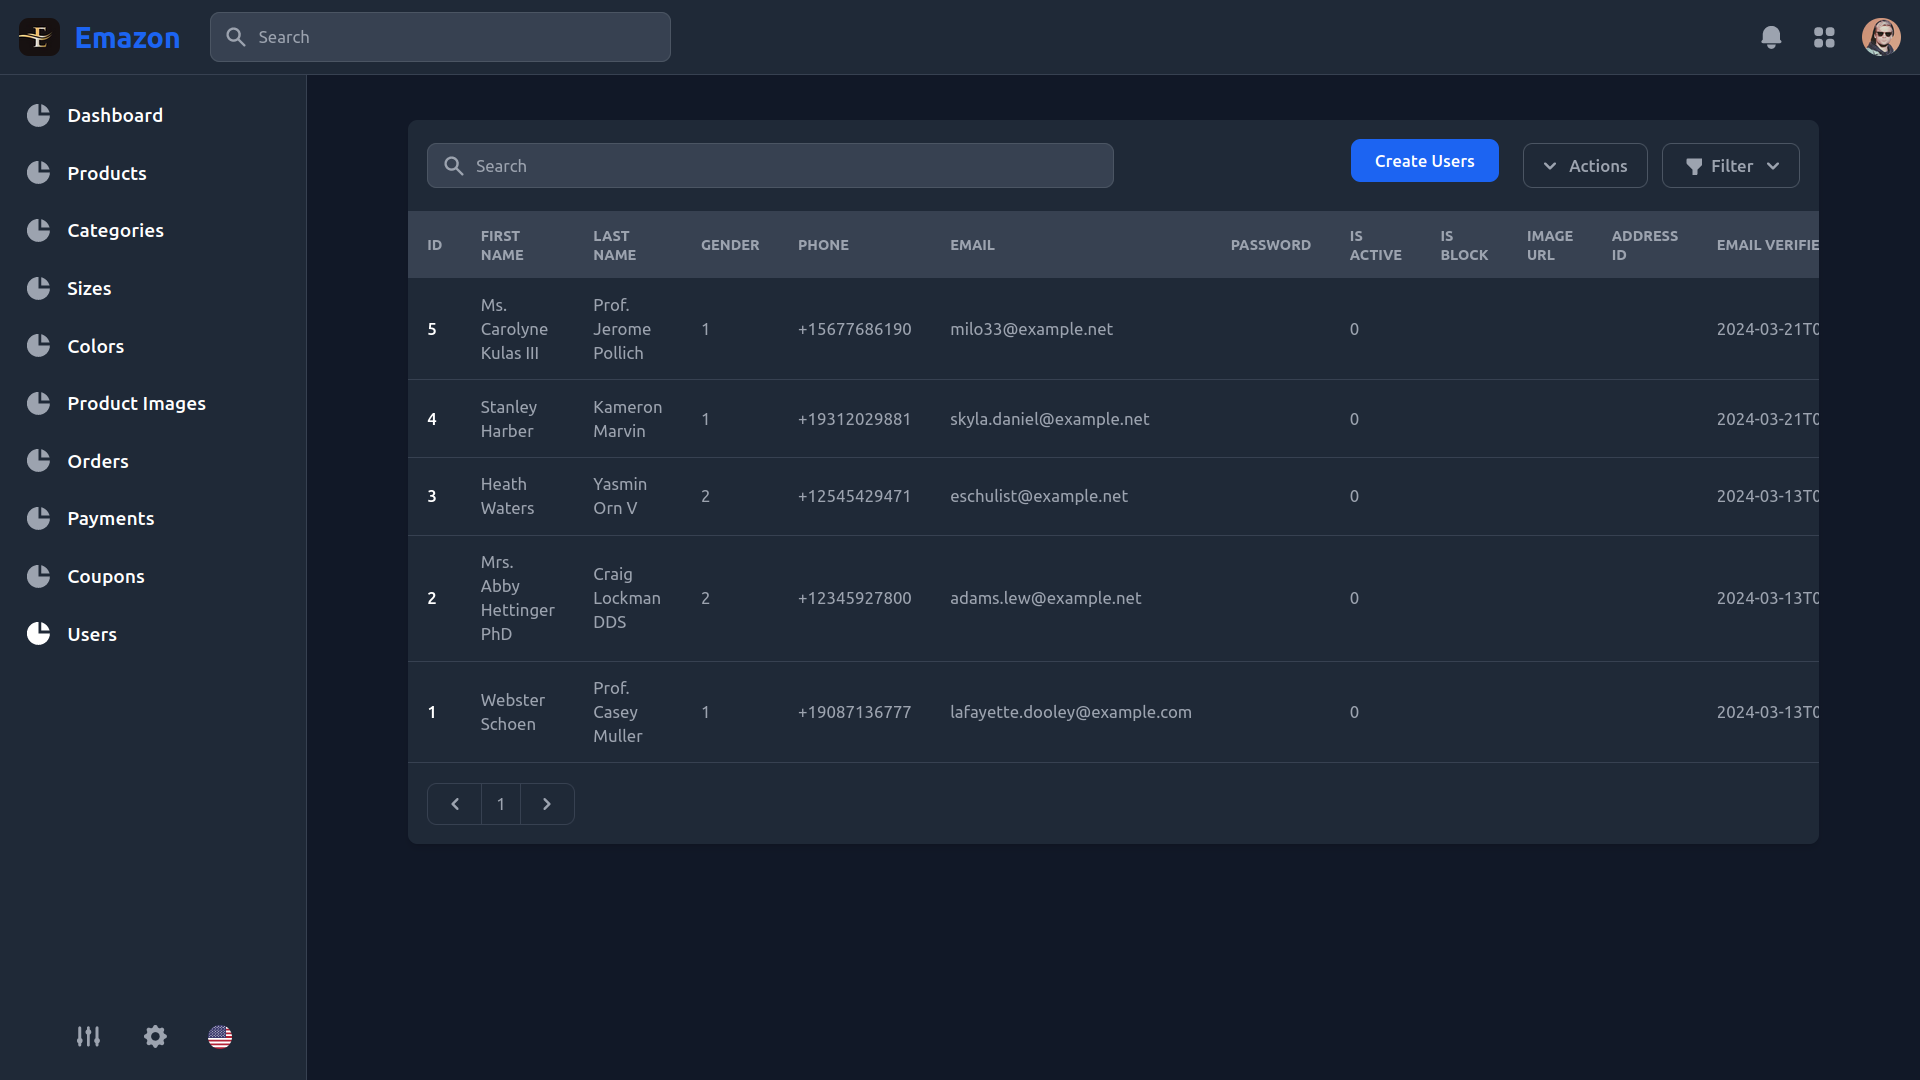 E
Emazon
Search
Dashboard
Products
Categories
Sizes
Colors
Product Images
Orders
Payments
Coupons
Users
Search
Create Users
Actions
Filter
ID FIRST NAME LAST NAME GENDER PHONE EMAIL PASSWORD IS ACTIVE IS BLOCK IMAGE URL ADDRESS ID EMAIL VERIFIE
5 Ms. Carolyne Kulas III Prof. Jerome Pollich 1 +15677686190 milo33@example.net 0 2024-03-21T0
4 Stanley Harber Kameron Marvin 1 +19312029881 skyla.daniel@example.net 0 2024-03-21T0
3 Heath Waters Yasmin Orn V 2 +12545429471 eschulist@example.net 0 2024-03-13T0
2 Mrs. Abby Hettinger PhD Craig Lockman DDS 2 +12345927800 adams.lew@example.net 0 2024-03-13T0
1 Webster Schoen Prof. Casey Muller 1 +19087136777 lafayette.dooley@example.com 0 2024-03-13T0
1